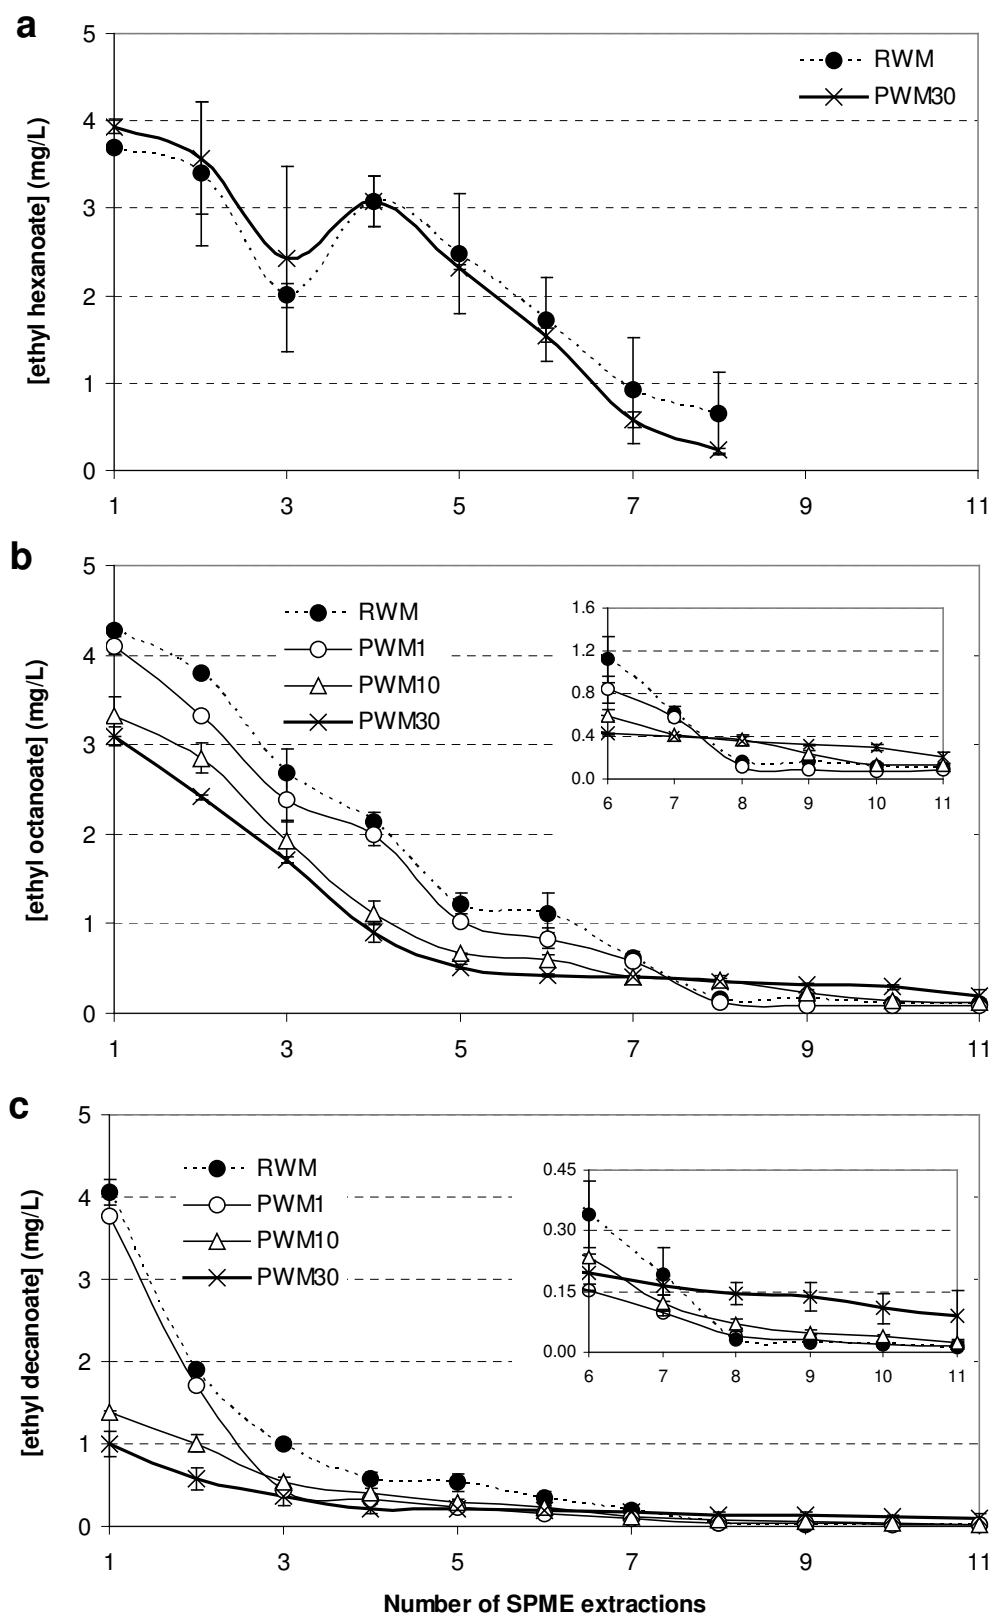 a
5
4
3
2
1
0
[ethyl hexanoate] (mg/L)
RWM
PWM30
1 3 5 7 9 11
b
5
4
3
2
1
0
[ethyl octanoate] (mg/L)
RWM
PWM1
PWM10
PWM30
1.6
1.2
0.8
0.4
0.0
6 7 8 9 10 11
1 3 5 7 9 11
c
5
4
3
2
1
0
[ethyl decanoate] (mg/L)
RWM
PWM1
PWM10
PWM30
0.45
0.30
0.15
0.00
6 7 8 9 10 11
1 3 5 7 9 11
Number of SPME extractions